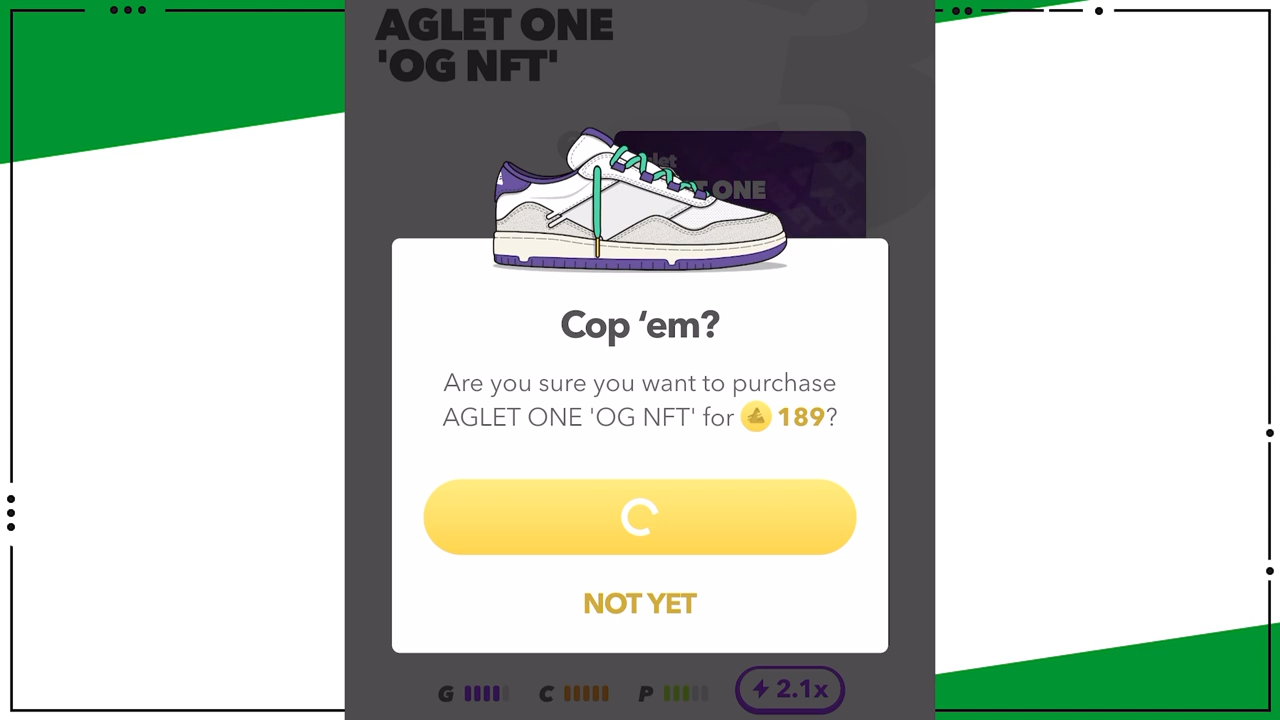 AGLET ONE
'OG NFT'
T ONE
Cop ‘em?
Are you sure you want to purchase
AGLET ONE 'OG NFT' for 189?
NOT YET
G C P 2.1x